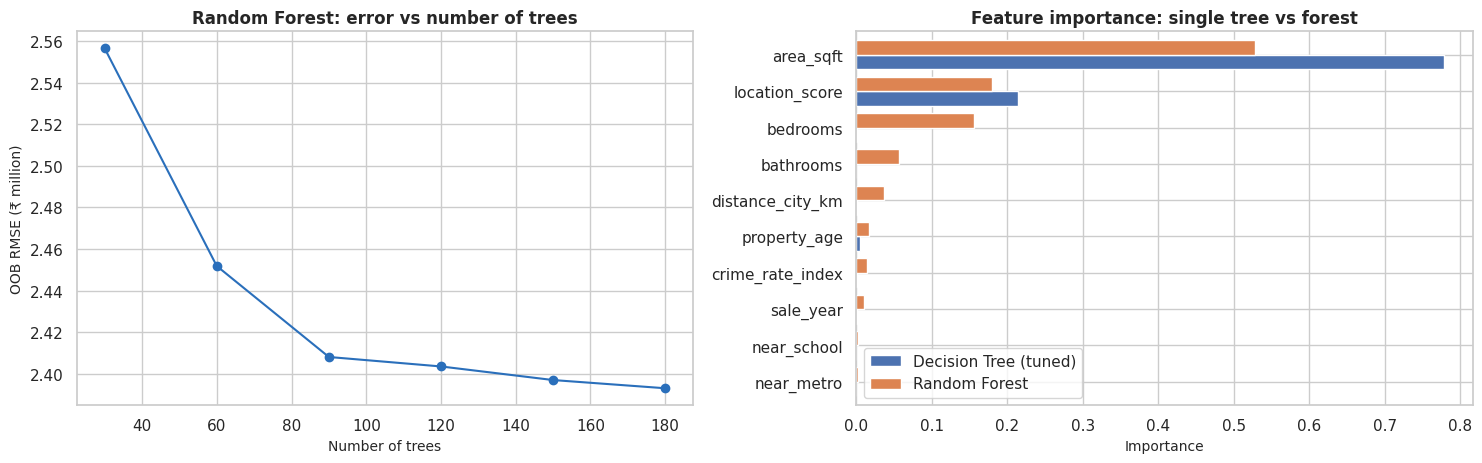 Random Forest: error vs number of trees
OOB RMSE (₹ million)
2.56
2.54
2.52
2.50
2.48
2.46
2.44
2.42
2.40
40 60 80 100 120 140 160 180
Number of trees
Feature importance: single tree vs forest
area_sqft
location_score
bedrooms
bathrooms
distance_city_km
property_age
crime_rate_index
sale_year
near_school
near_metro
Decision Tree (tuned)
Random Forest
0.0 0.1 0.2 0.3 0.4 0.5 0.6 0.7 0.8
Importance